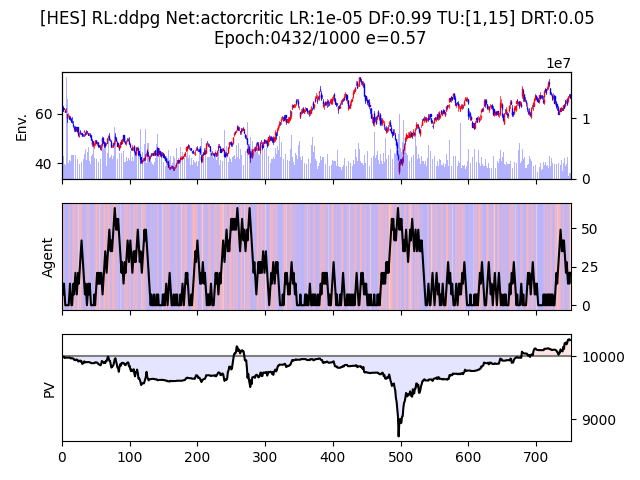 [HES] RL:ddpg Net:actorcritic LR:1e-05 DF:0.99 TU:[1,15] DRT:0.05
Epoch:0432/1000 e=0.57
1e7
Env.
60
40
1
0
Agent
50
25
0
PV
10000
9000
0 100 200 300 400 500 600 700